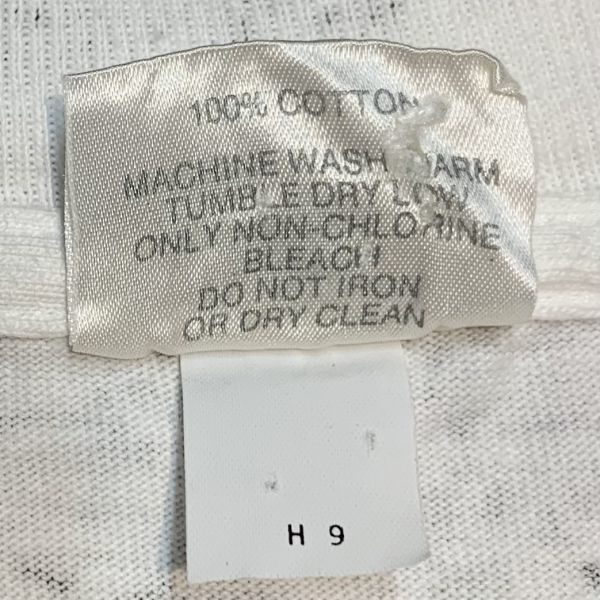 100% COTTON
MACHINE WASH WARM
TUMBLE DRY LOW
ONLY NON-CHLORINE
BLEACH
DO NOT IRON
OR DRY CLEAN
H 9